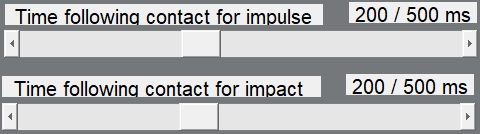 Time following contact for impulse 200 / 500 ms
Time following contact for impact 200 / 500 ms